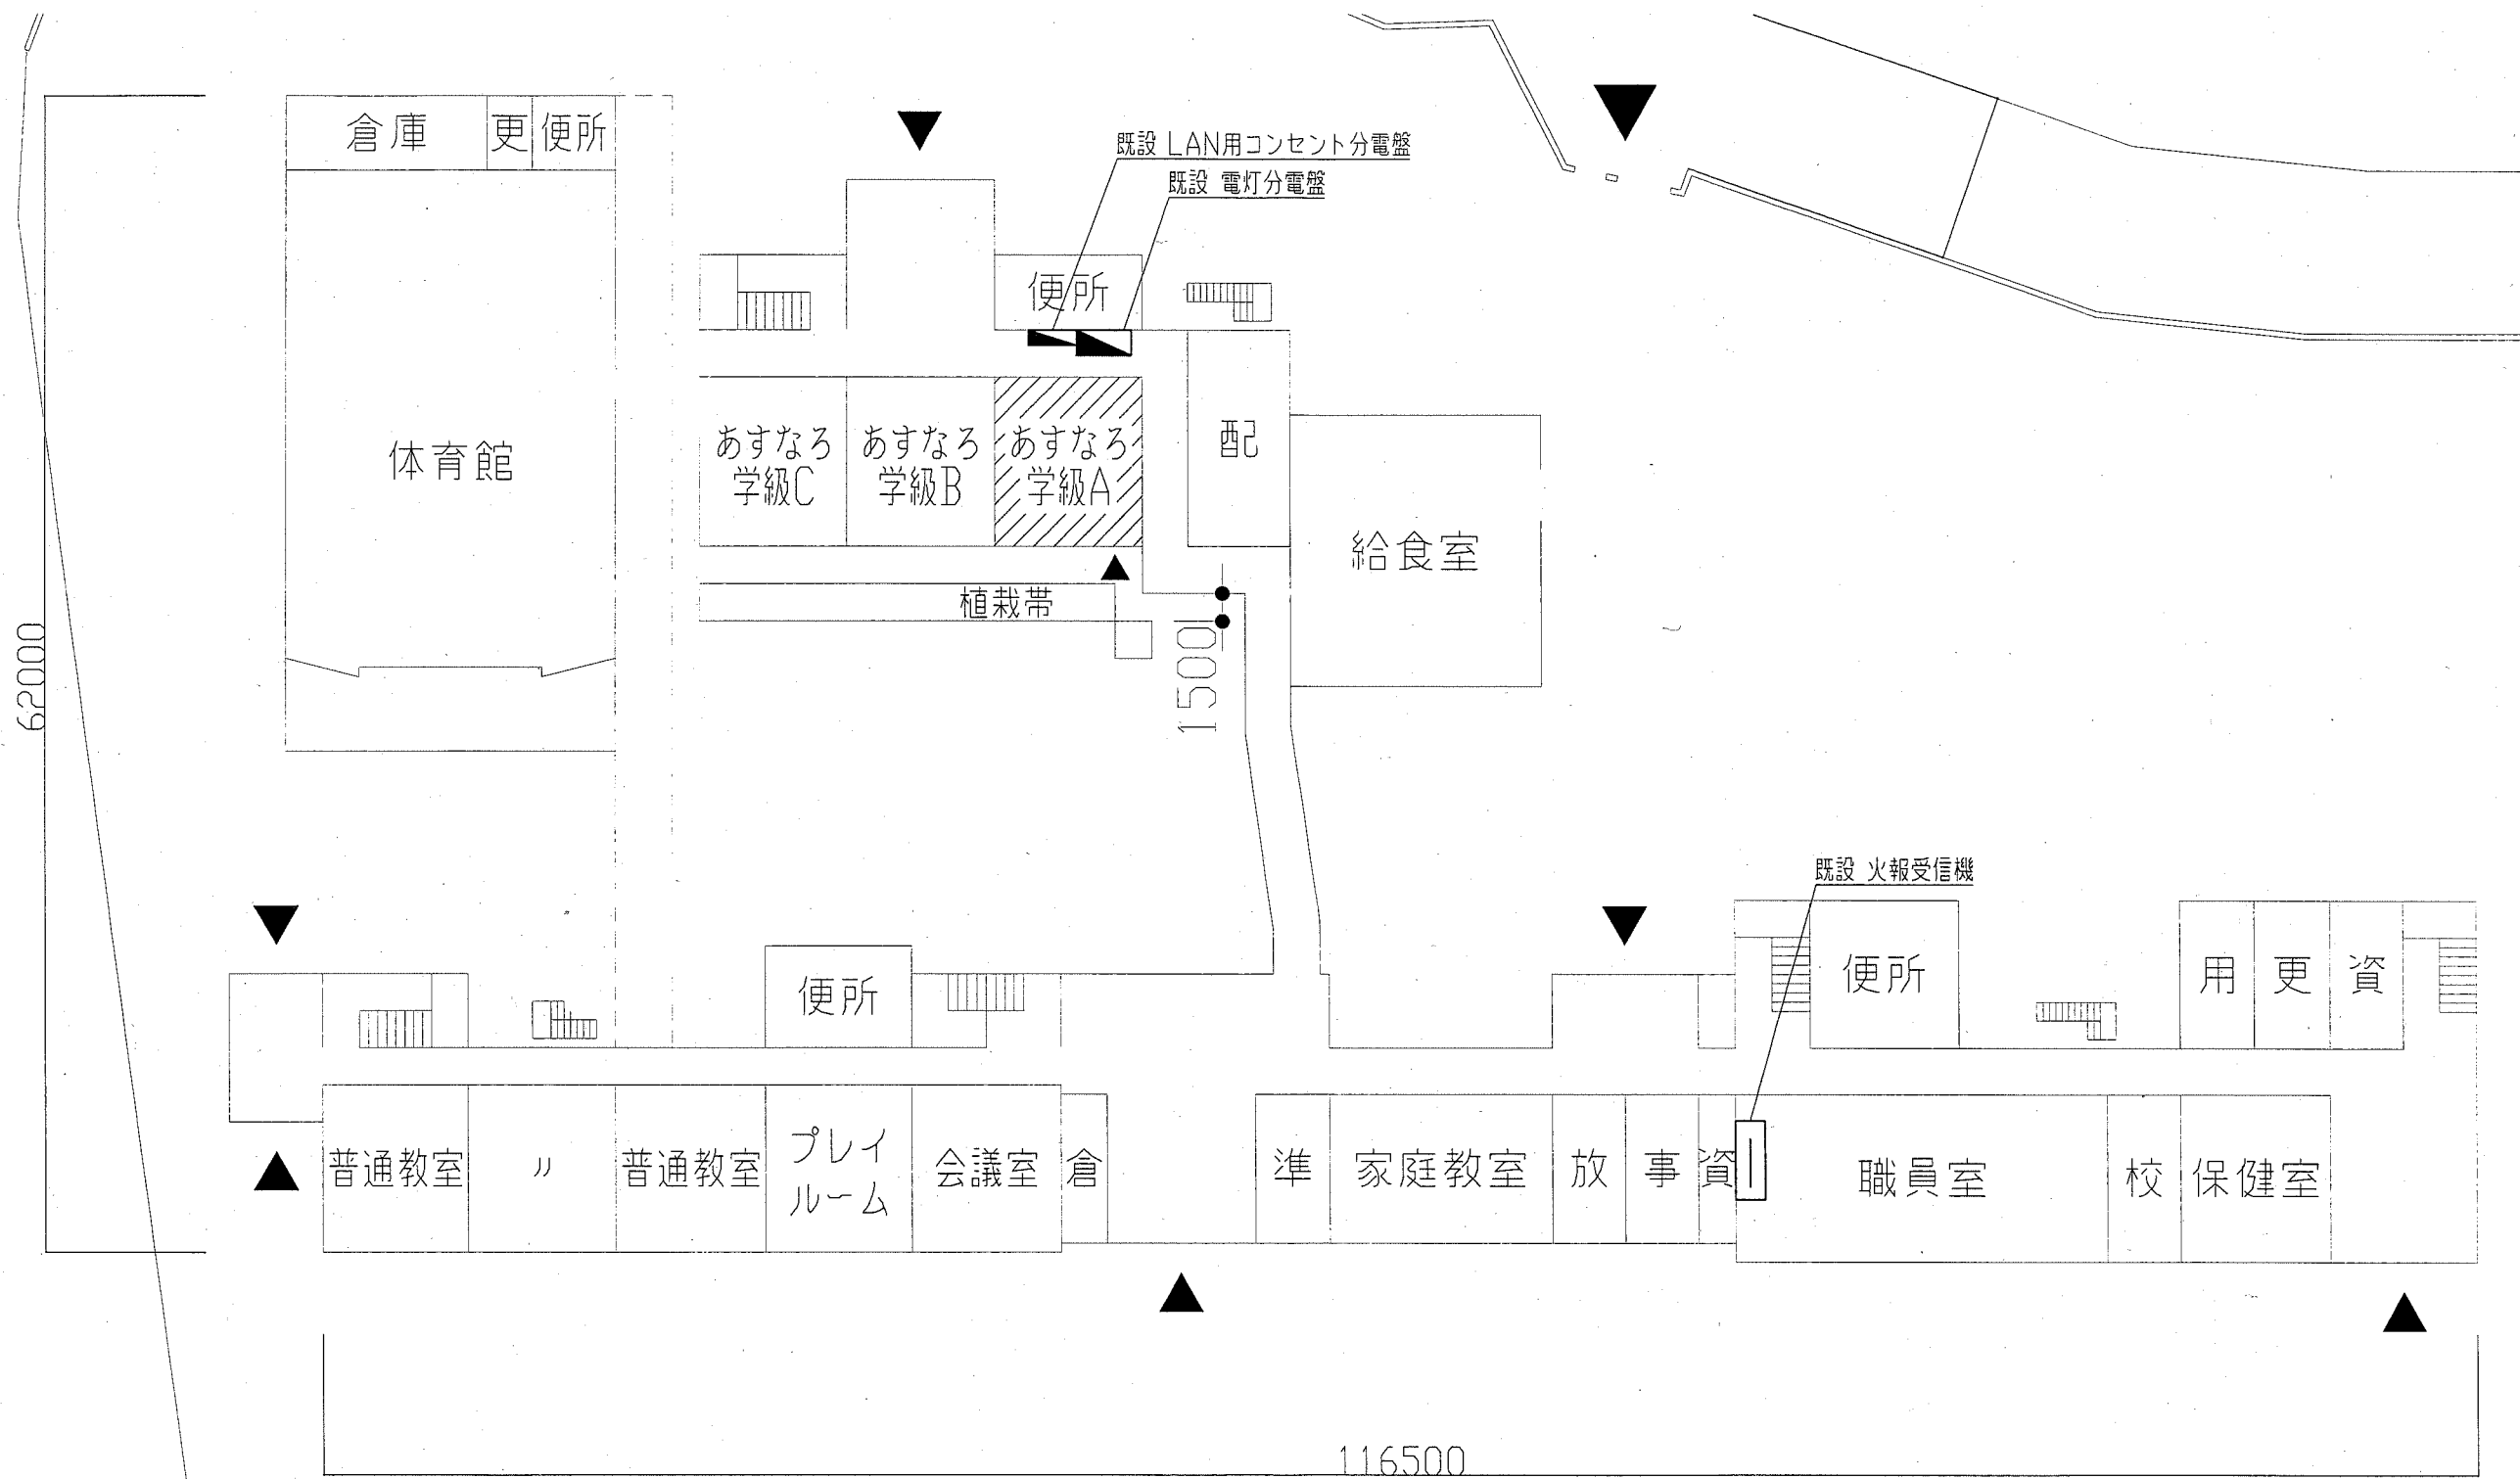 倉庫
更
便所
既設 LAN用コンセント分電盤
既設 電灯分電盤
便所
体育館
あすなろ
学級C
あすなろ
学級B
あすなろ
学級A
配
給食室
植栽帯
1500
62000
既設 火報受信機
便所
便所
用
更
資
普通教室
〃
普通教室
プレイ
ルーム
会議室
倉
準
家庭教室
放
事
資
職員室
校
保健室
116500